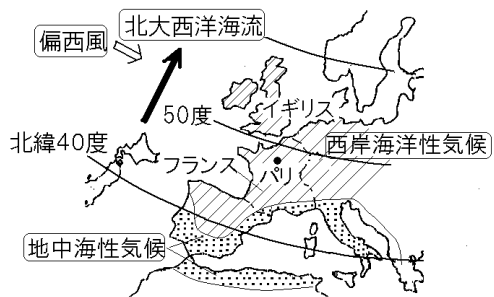 北大西洋海流
偏西風
イギリス
50度
北緯40度
西岸海洋性気候
フランス
パリ
地中海性気候